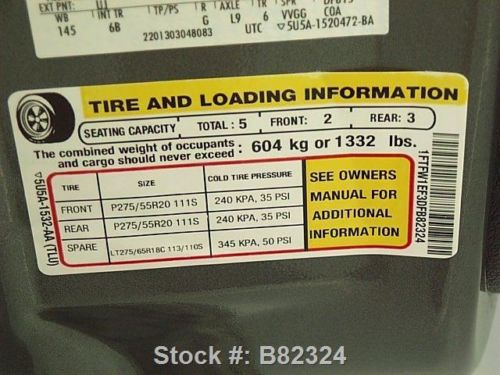 EXT PNT: UJ
WB INT TR TP/PS R AXLE TR SPR
145 6B G L9 6 VVGG COA
2201303048083 UTC ▽5U5A-1520472-BA
TIRE AND LOADING INFORMATION
SEATING CAPACITY TOTAL: 5 FRONT: 2 REAR: 3
The combined weight of occupants
and cargo should never exceed : 604 kg or 1332 lbs.
TIRE SIZE COLD TIRE PRESSURE
FRONT P275/55R20 111S 240 KPA, 35 PSI
REAR P275/55R20 111S 240 KPA, 35 PSI
SPARE LT275/65R18C 113/110S 345 KPA, 50 PSI
SEE OWNERS
MANUAL FOR
ADDITIONAL
INFORMATION
▽5U5A-1532-AA (TLU)
1FTFW1EF3DFB82324
Stock #: B82324